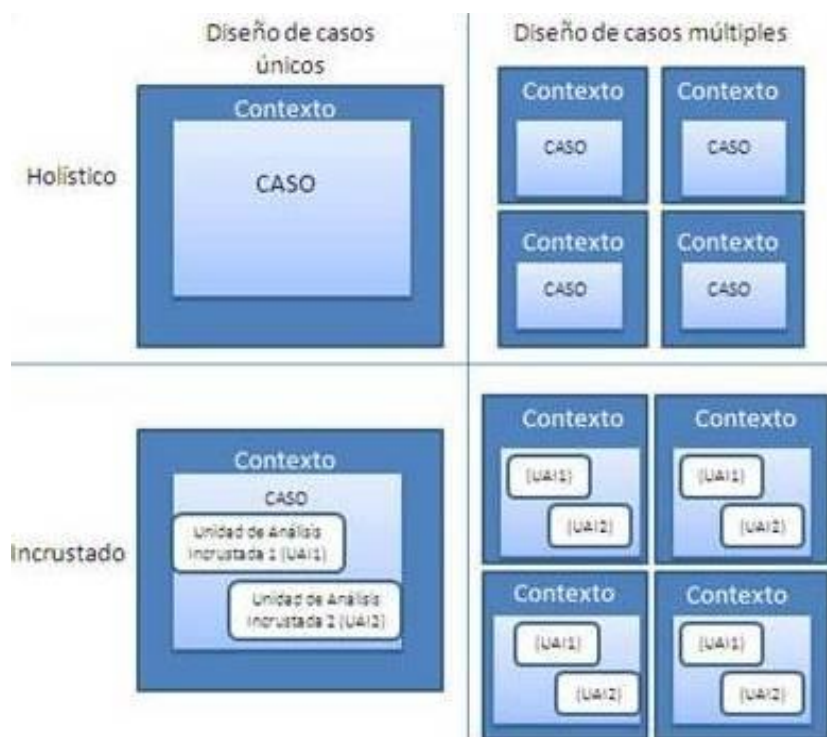 Diseño de casos
únicos
Diseño de casos múltiples
Holístico
Contexto
CASO
Contexto
CASO
Contexto
CASO
Contexto
CASO
Contexto
CASO
Incrustado
Contexto
CASO
Unidad de Análisis
Incrustada 1 (UAI1)
Unidad de Análisis
Incrustada 2 (UAI2)
Contexto
(UAI1)
(UAI2)
Contexto
(UAI1)
(UAI2)
Contexto
(UAI1)
(UAI2)
Contexto
(UAI1)
(UAI2)